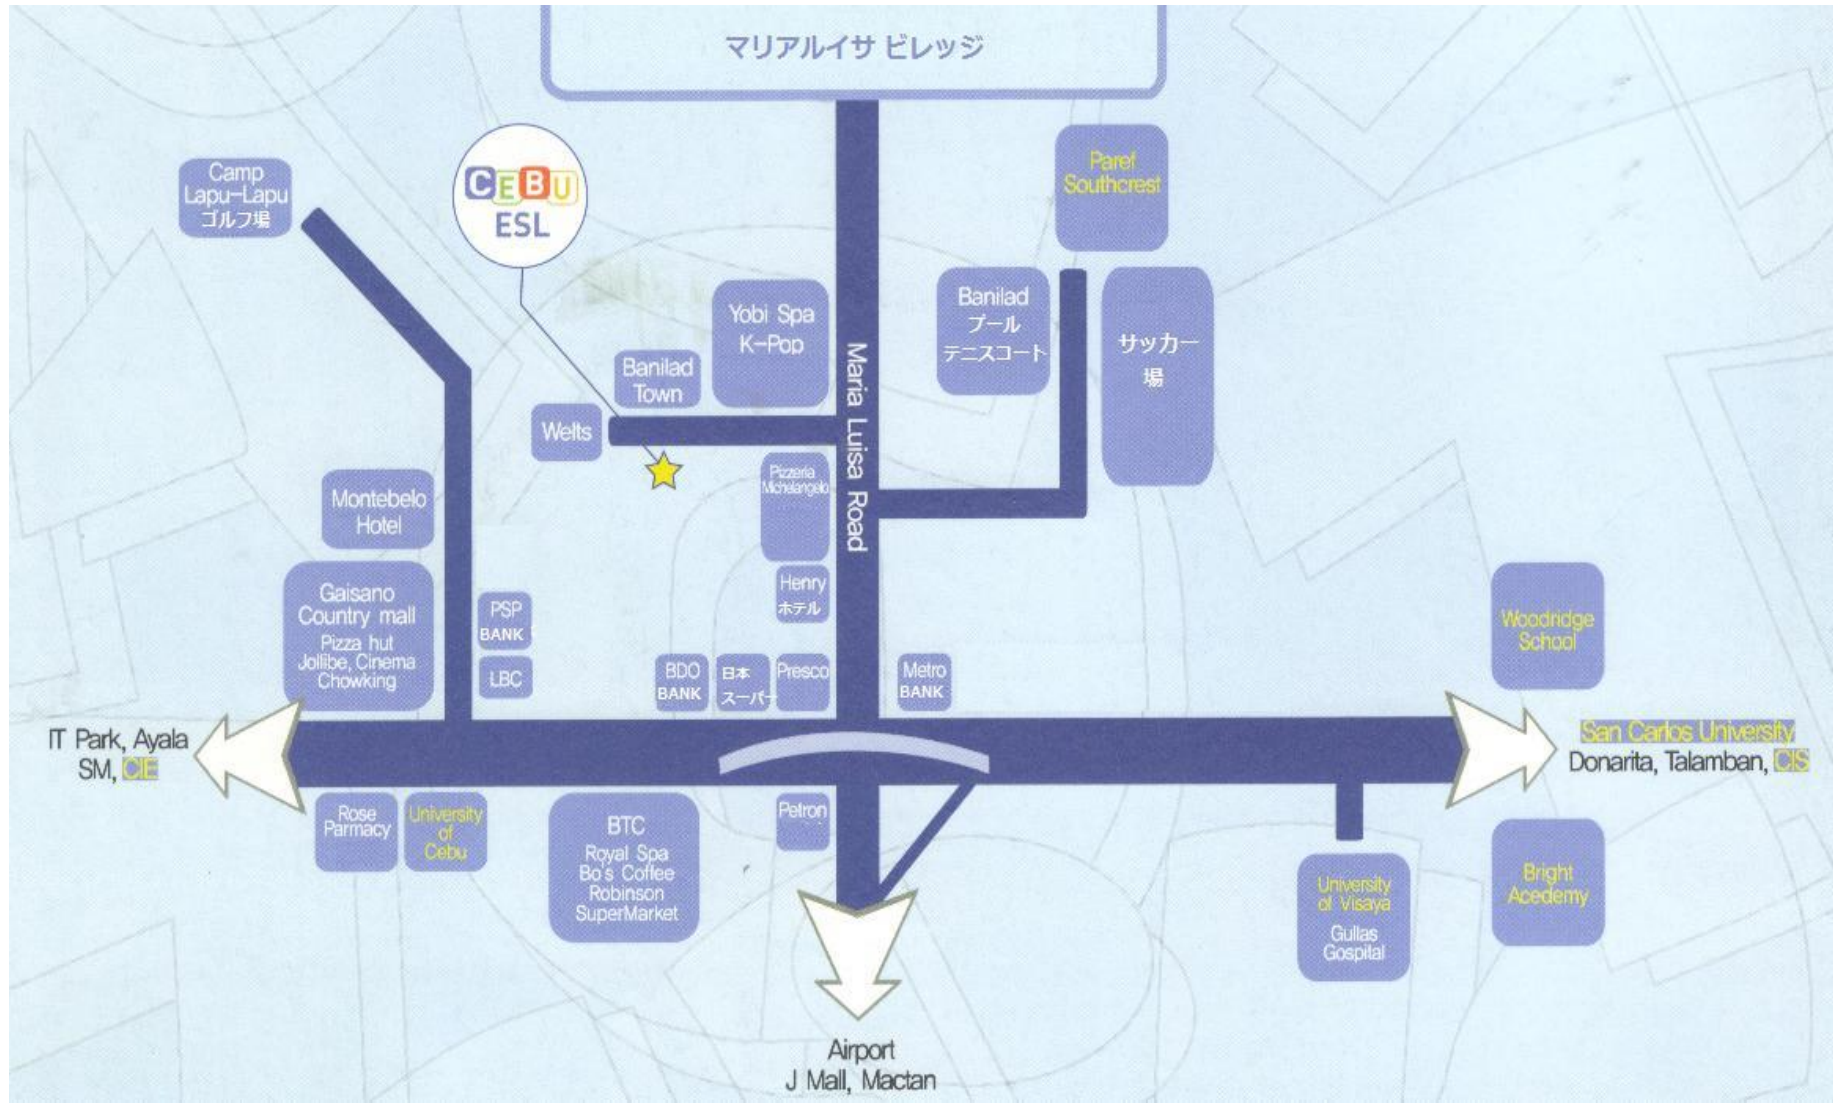 マリアルイサ ビレッジ
Camp
Lapu-Lapu
ゴルフ場
CEBU
ESL
Paref
Southcrest
Yobi Spa
K-Pop
Banilad
プール
テニスコート
サッカー
場
Banilad
Town
Welts
Maria Luisa Road
Pizzeria
Michelangelo
Montebelo
Hotel
Gaisano
Country mall
Pizza hut
Jollibe, Cinema
Chowking
PSP
BANK
LBC
Henry
ホテル
BDO
BANK
日本
スーパー
Presco
Metro
BANK
Woodridge
School
IT Park, Ayala
SM, CIE
San Carlos University
Donarita, Talamban, CIS
Rose
Parmacy
University
of
Cebu
BTC
Royal Spa
Bo's Coffee
Robinson
SuperMarket
Petron
University
of Visaya
Gullas
Gospital
Bright
Acedemy
Airport
J Mall, Mactan